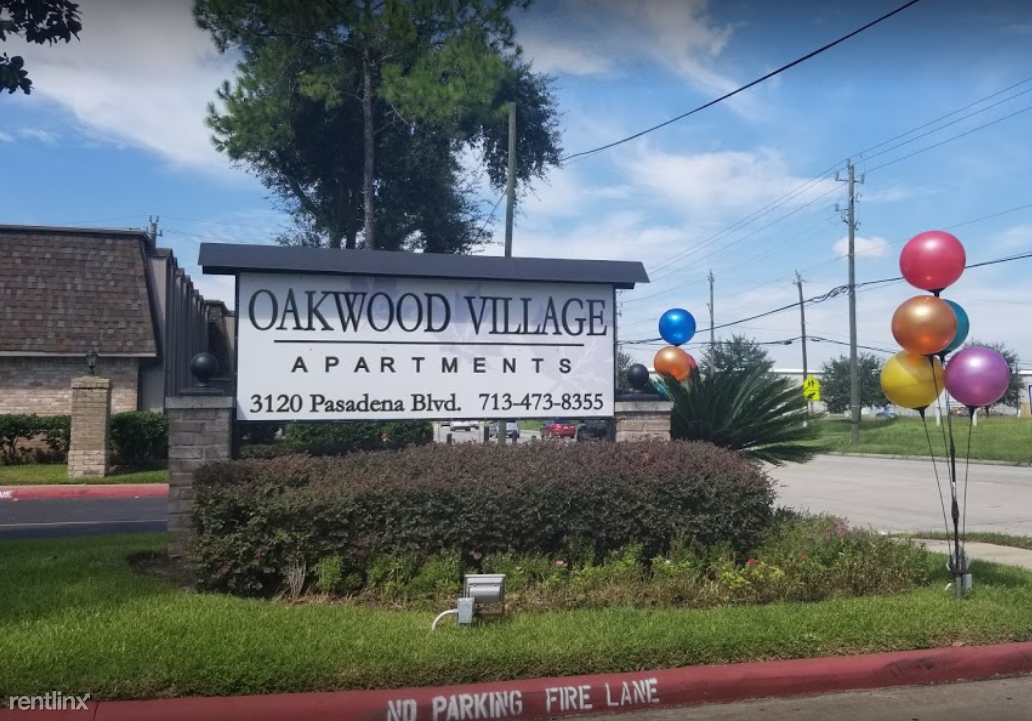 OAKWOOD VILLAGE
APARTMENTS
3120 Pasadena Blvd. 713-473-8355
NO PARKING FIRE LANE
rentlinx